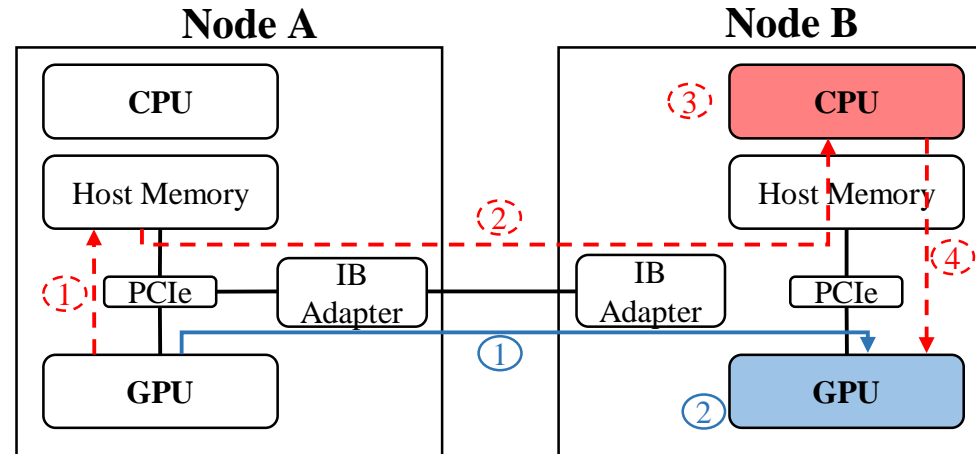 Node A
Node B
CPU
③
CPU
Host Memory
②
Host Memory
①
PCIe
IB
Adapter
IB
Adapter
PCIe
④
①
GPU
②
GPU